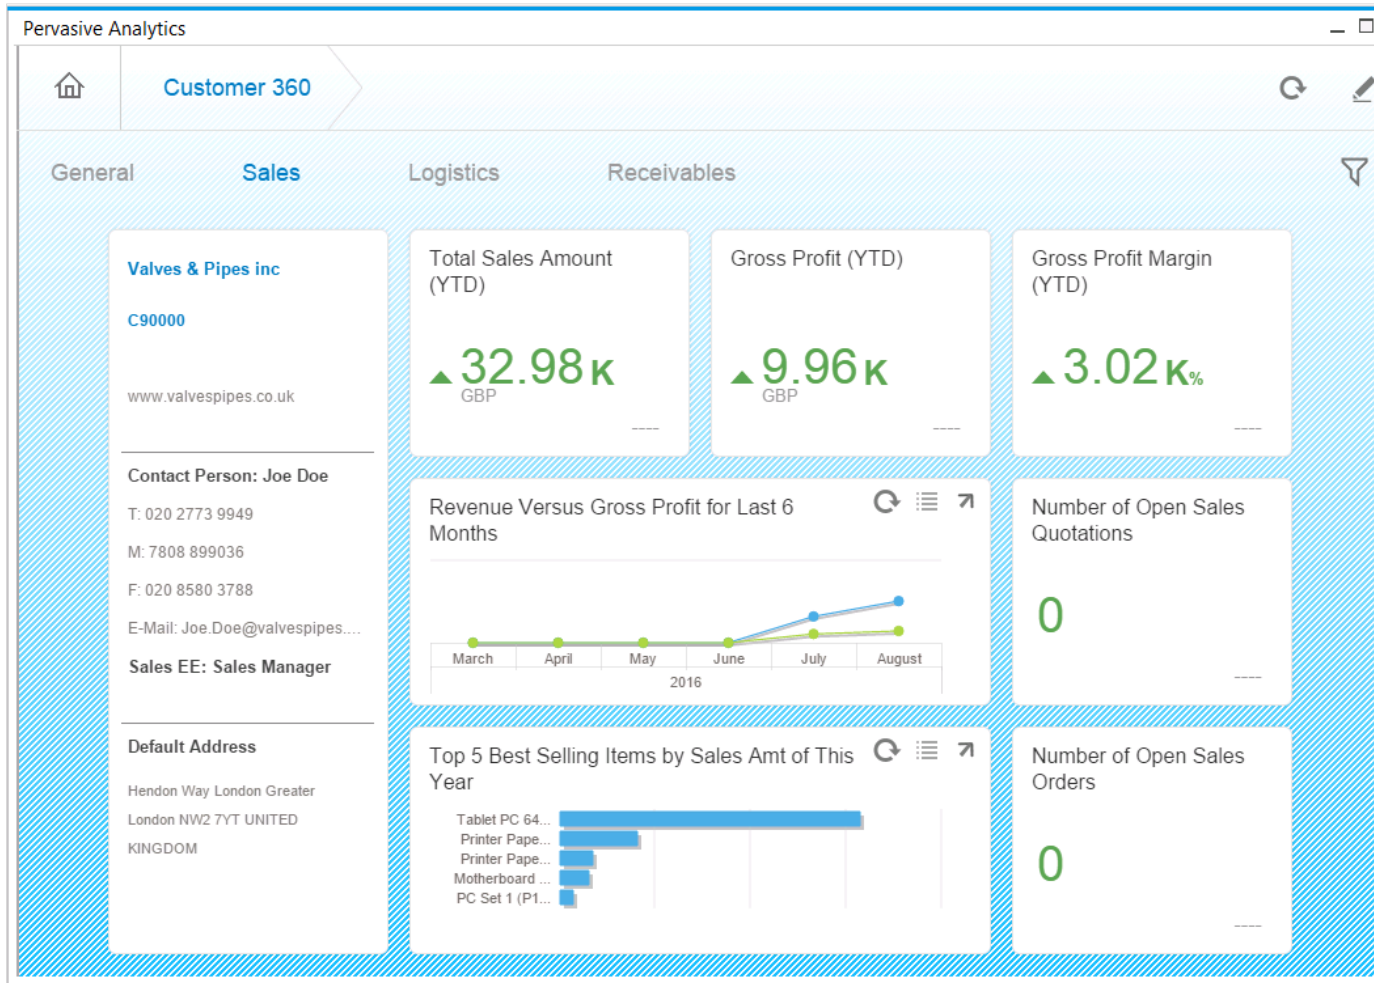 Pervasive Analytics
Customer 360
General
Sales
Logistics
Receivables
Valves & Pipes inc
C90000
www.valvespipes.co.uk
Contact Person: Joe Doe
T: 020 2773 9949
M: 7808 899036
F: 020 8580 3788
E-Mail: Joe.Doe@valvespipes....
Sales EE: Sales Manager
Default Address
Hendon Way London Greater
London NW2 7YT UNITED
KINGDOM
Total Sales Amount
(YTD)
32.98 K
GBP
----
Gross Profit (YTD)
9.96 K
GBP
----
Gross Profit Margin
(YTD)
3.02 K%
----
Revenue Versus Gross Profit for Last 6
Months
March April May June July August
2016
Number of Open Sales
Quotations
0
----
Top 5 Best Selling Items by Sales Amt of This
Year
Tablet PC 64...
Printer Pape...
Printer Pape...
Motherboard ...
PC Set 1 (P1...
Number of Open Sales
Orders
0
----